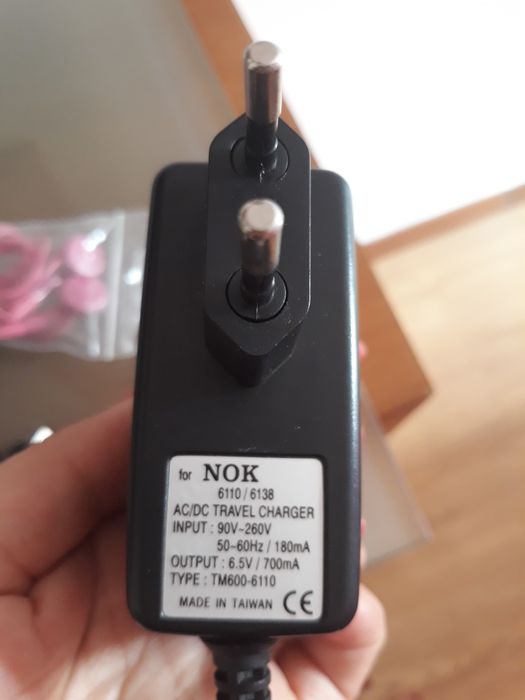 for NOK
6110 / 6138
AC/DC TRAVEL CHARGER
INPUT : 90V~260V
50~60Hz / 180mA
OUTPUT : 6.5V / 700mA
TYPE : TM600-6110
MADE IN TAIWAN CE